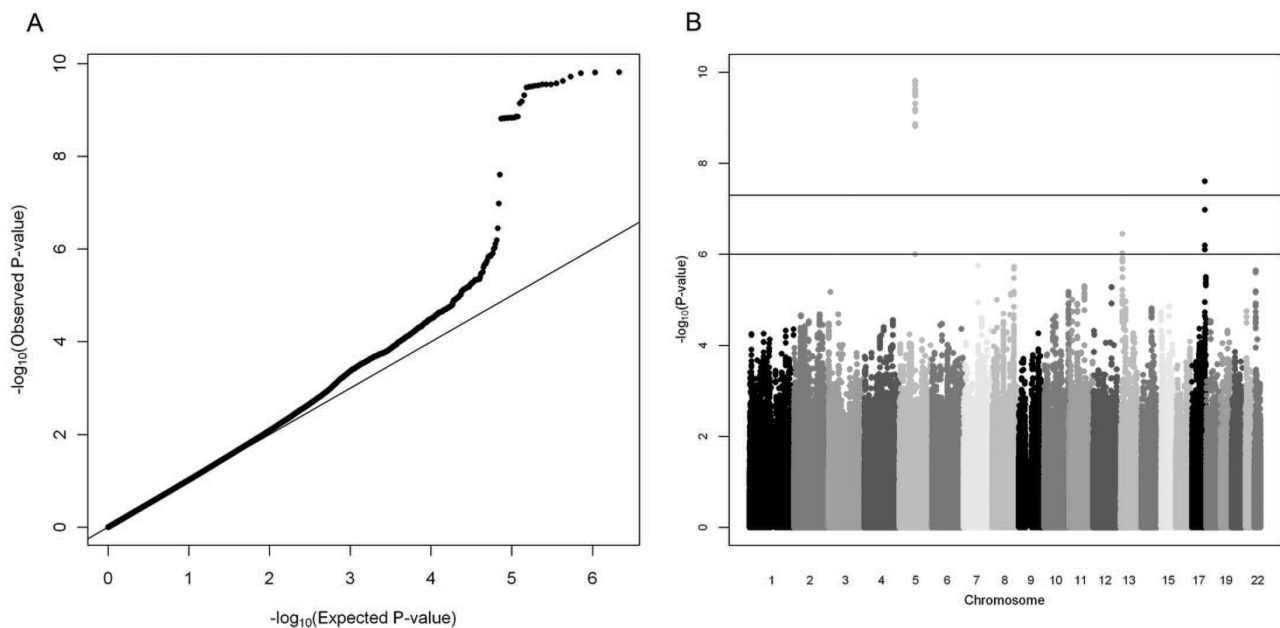 A
-log10(Observed P-value)
10
8
6
4
2
0
0 1 2 3 4 5 6
-log10(Expected P-value)
B
-log10(P-value)
10
8
6
4
2
0
1 2 3 4 5 6 7 8 9 10 11 12 13 15 17 19 22
Chromosome